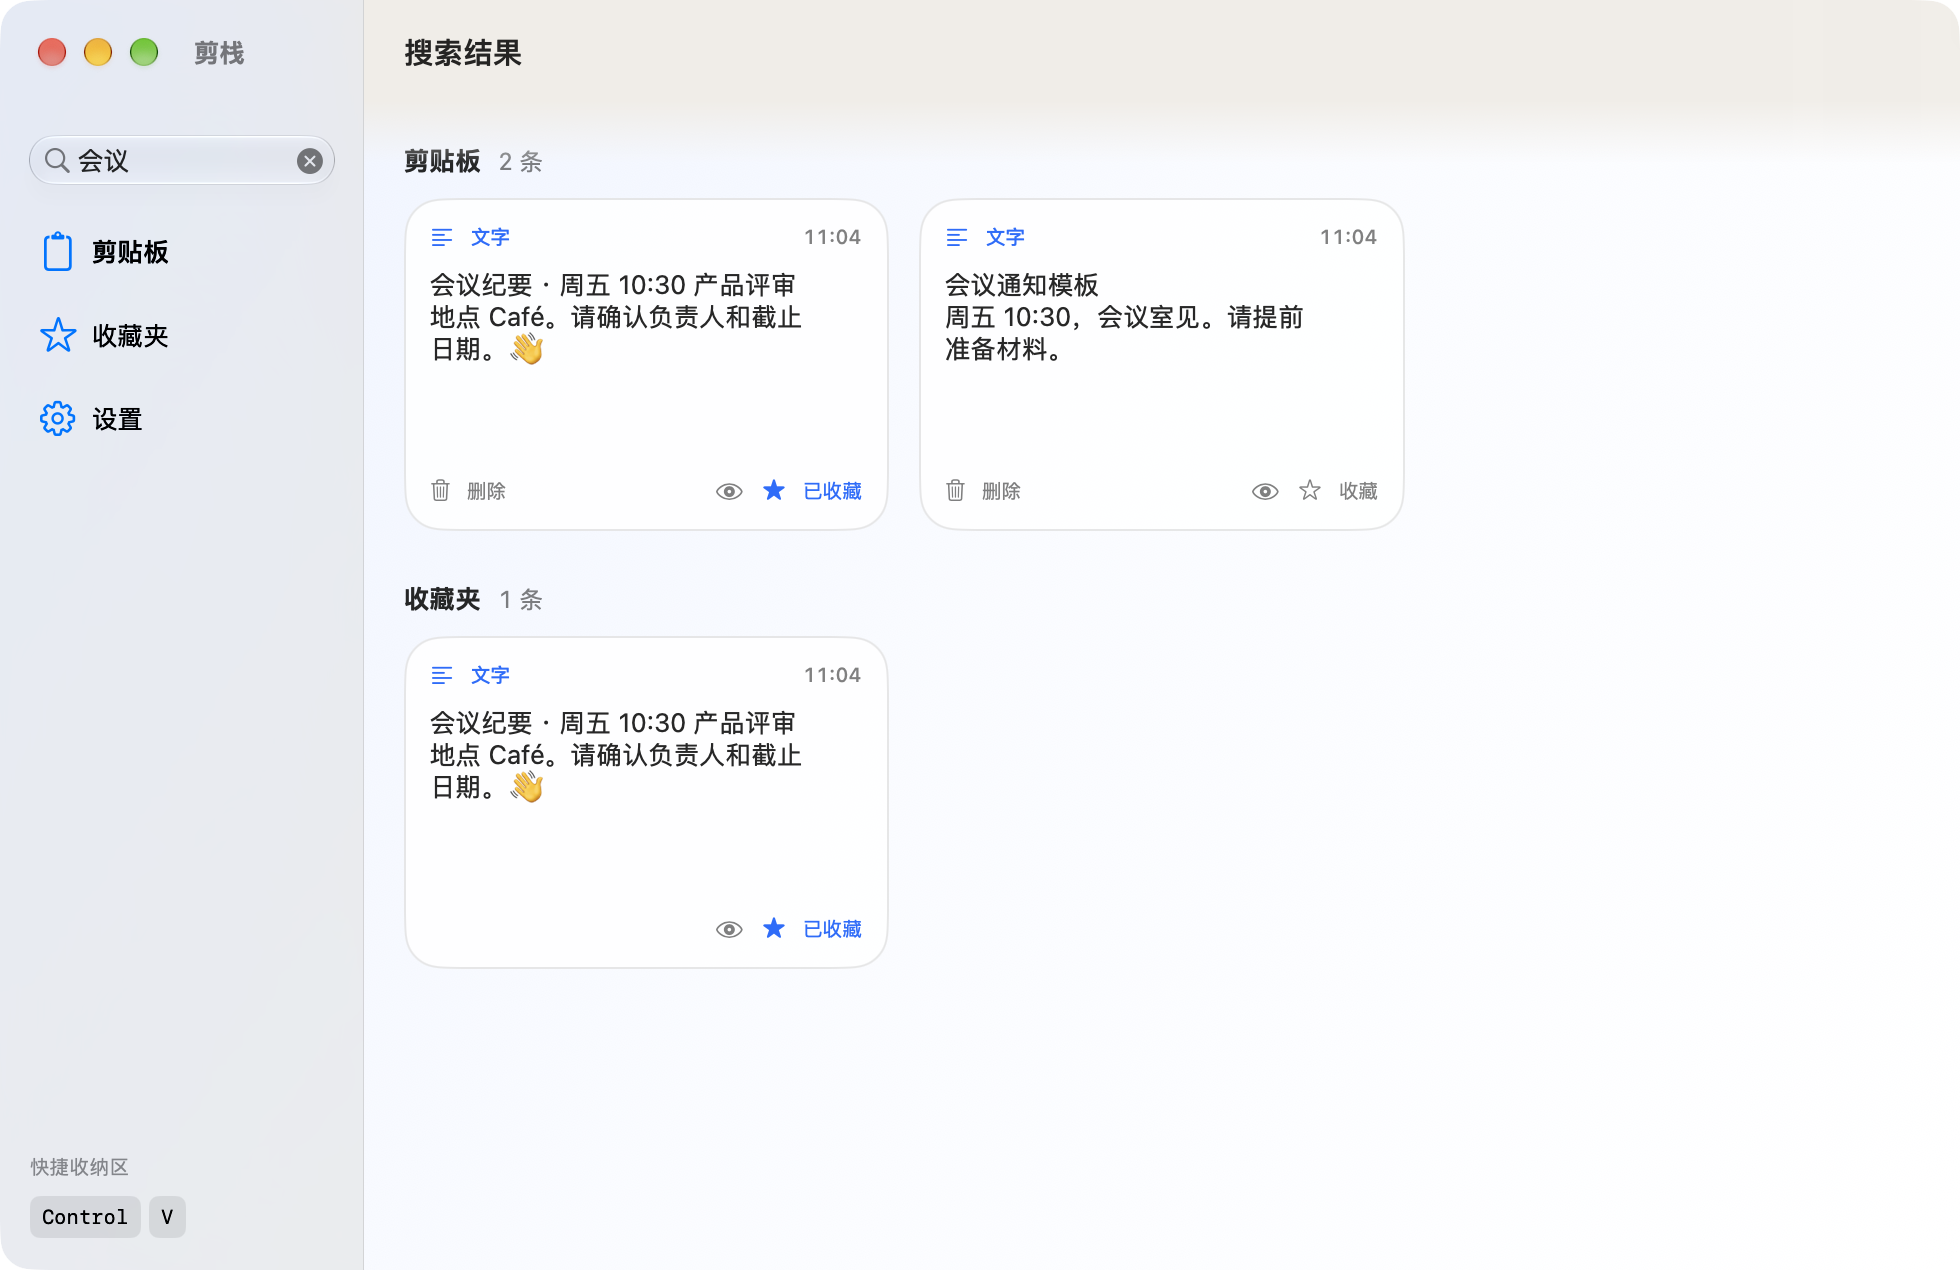 剪栈
搜索结果
会议
剪贴板
收藏夹
设置
剪贴板 2 条
文字 11:04
会议纪要 · 周五 10:30 产品评审
地点 Café。请确认负责人和截止
日期。👋
删除 已收藏
文字 11:04
会议通知模板
周五 10:30，会议室见。请提前
准备材料。
删除 收藏
收藏夹 1 条
文字 11:04
会议纪要 · 周五 10:30 产品评审
地点 Café。请确认负责人和截止
日期。👋
已收藏
快捷收纳区
Control V